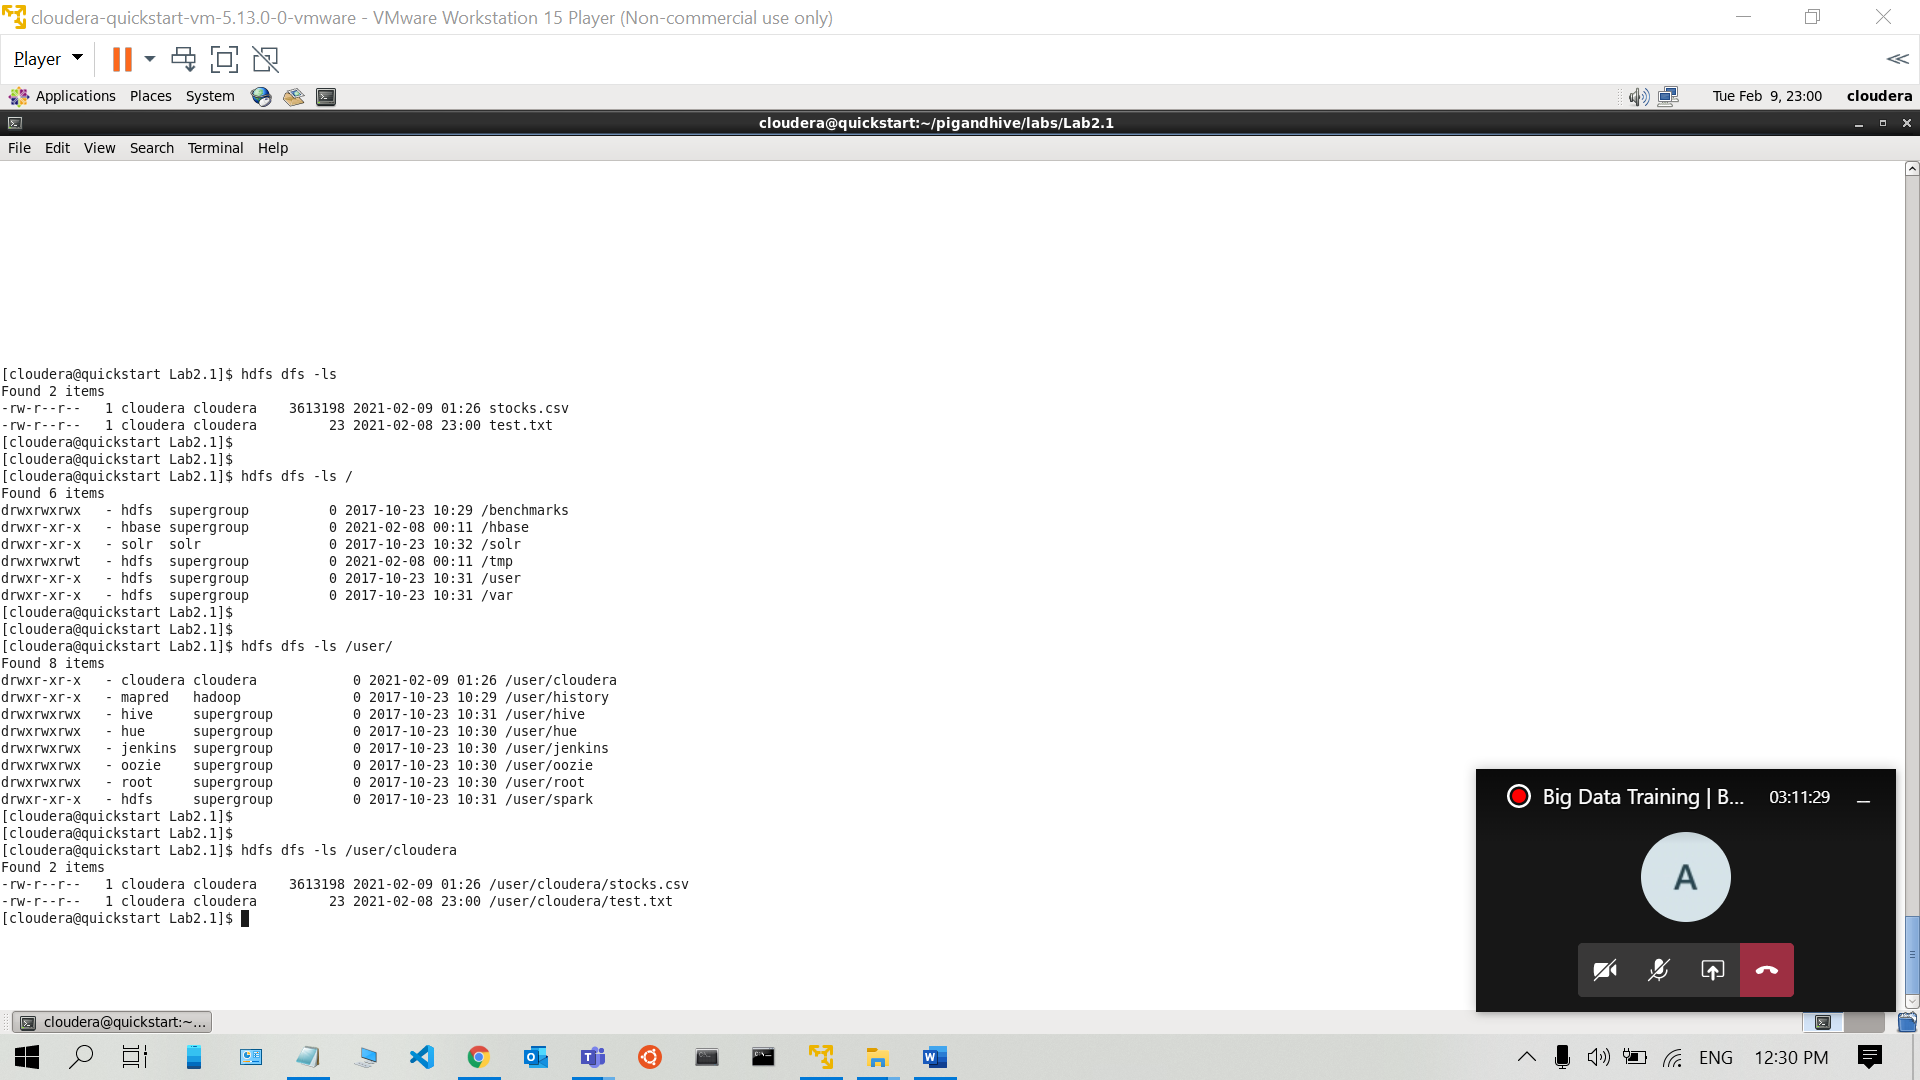 cloudera-quickstart-vm-5.13.0-0-vmware - VMware Workstation 15 Player (Non-commercial use only)
Player
Applications Places System Tue Feb 9, 23:00 cloudera
cloudera@quickstart:~/pigandhive/labs/Lab2.1
File Edit View Search Terminal Help
[cloudera@quickstart Lab2.1]$ hdfs dfs -ls
Found 2 items
-rw-r--r--   1 cloudera cloudera    3613198 2021-02-09 01:26 stocks.csv
-rw-r--r--   1 cloudera cloudera         23 2021-02-08 23:00 test.txt
[cloudera@quickstart Lab2.1]$
[cloudera@quickstart Lab2.1]$
[cloudera@quickstart Lab2.1]$ hdfs dfs -ls /
Found 6 items
drwxrwxrwx   - hdfs  supergroup          0 2017-10-23 10:29 /benchmarks
drwxr-xr-x   - hbase supergroup          0 2021-02-08 00:11 /hbase
drwxr-xr-x   - solr  solr                0 2017-10-23 10:32 /solr
drwxrwxrwt   - hdfs  supergroup          0 2021-02-08 00:11 /tmp
drwxr-xr-x   - hdfs  supergroup          0 2017-10-23 10:31 /user
drwxr-xr-x   - hdfs  supergroup          0 2017-10-23 10:31 /var
[cloudera@quickstart Lab2.1]$
[cloudera@quickstart Lab2.1]$
[cloudera@quickstart Lab2.1]$ hdfs dfs -ls /user/
Found 8 items
drwxr-xr-x   - cloudera cloudera            0 2021-02-09 01:26 /user/cloudera
drwxr-xr-x   - mapred   hadoop              0 2017-10-23 10:29 /user/history
drwxrwxrwx   - hive     supergroup          0 2017-10-23 10:31 /user/hive
drwxrwxrwx   - hue      supergroup          0 2017-10-23 10:30 /user/hue
drwxrwxrwx   - jenkins  supergroup          0 2017-10-23 10:30 /user/jenkins
drwxrwxrwx   - oozie    supergroup          0 2017-10-23 10:30 /user/oozie
drwxrwxrwx   - root     supergroup          0 2017-10-23 10:30 /user/root
drwxr-xr-x   - hdfs     supergroup          0 2017-10-23 10:31 /user/spark
[cloudera@quickstart Lab2.1]$
[cloudera@quickstart Lab2.1]$
[cloudera@quickstart Lab2.1]$ hdfs dfs -ls /user/cloudera
Found 2 items
-rw-r--r--   1 cloudera cloudera    3613198 2021-02-09 01:26 /user/cloudera/stocks.csv
-rw-r--r--   1 cloudera cloudera         23 2021-02-08 23:00 /user/cloudera/test.txt
[cloudera@quickstart Lab2.1]$
Big Data Training | B... 03:11:29
A
cloudera@quickstart:~...
ENG 12:30 PM